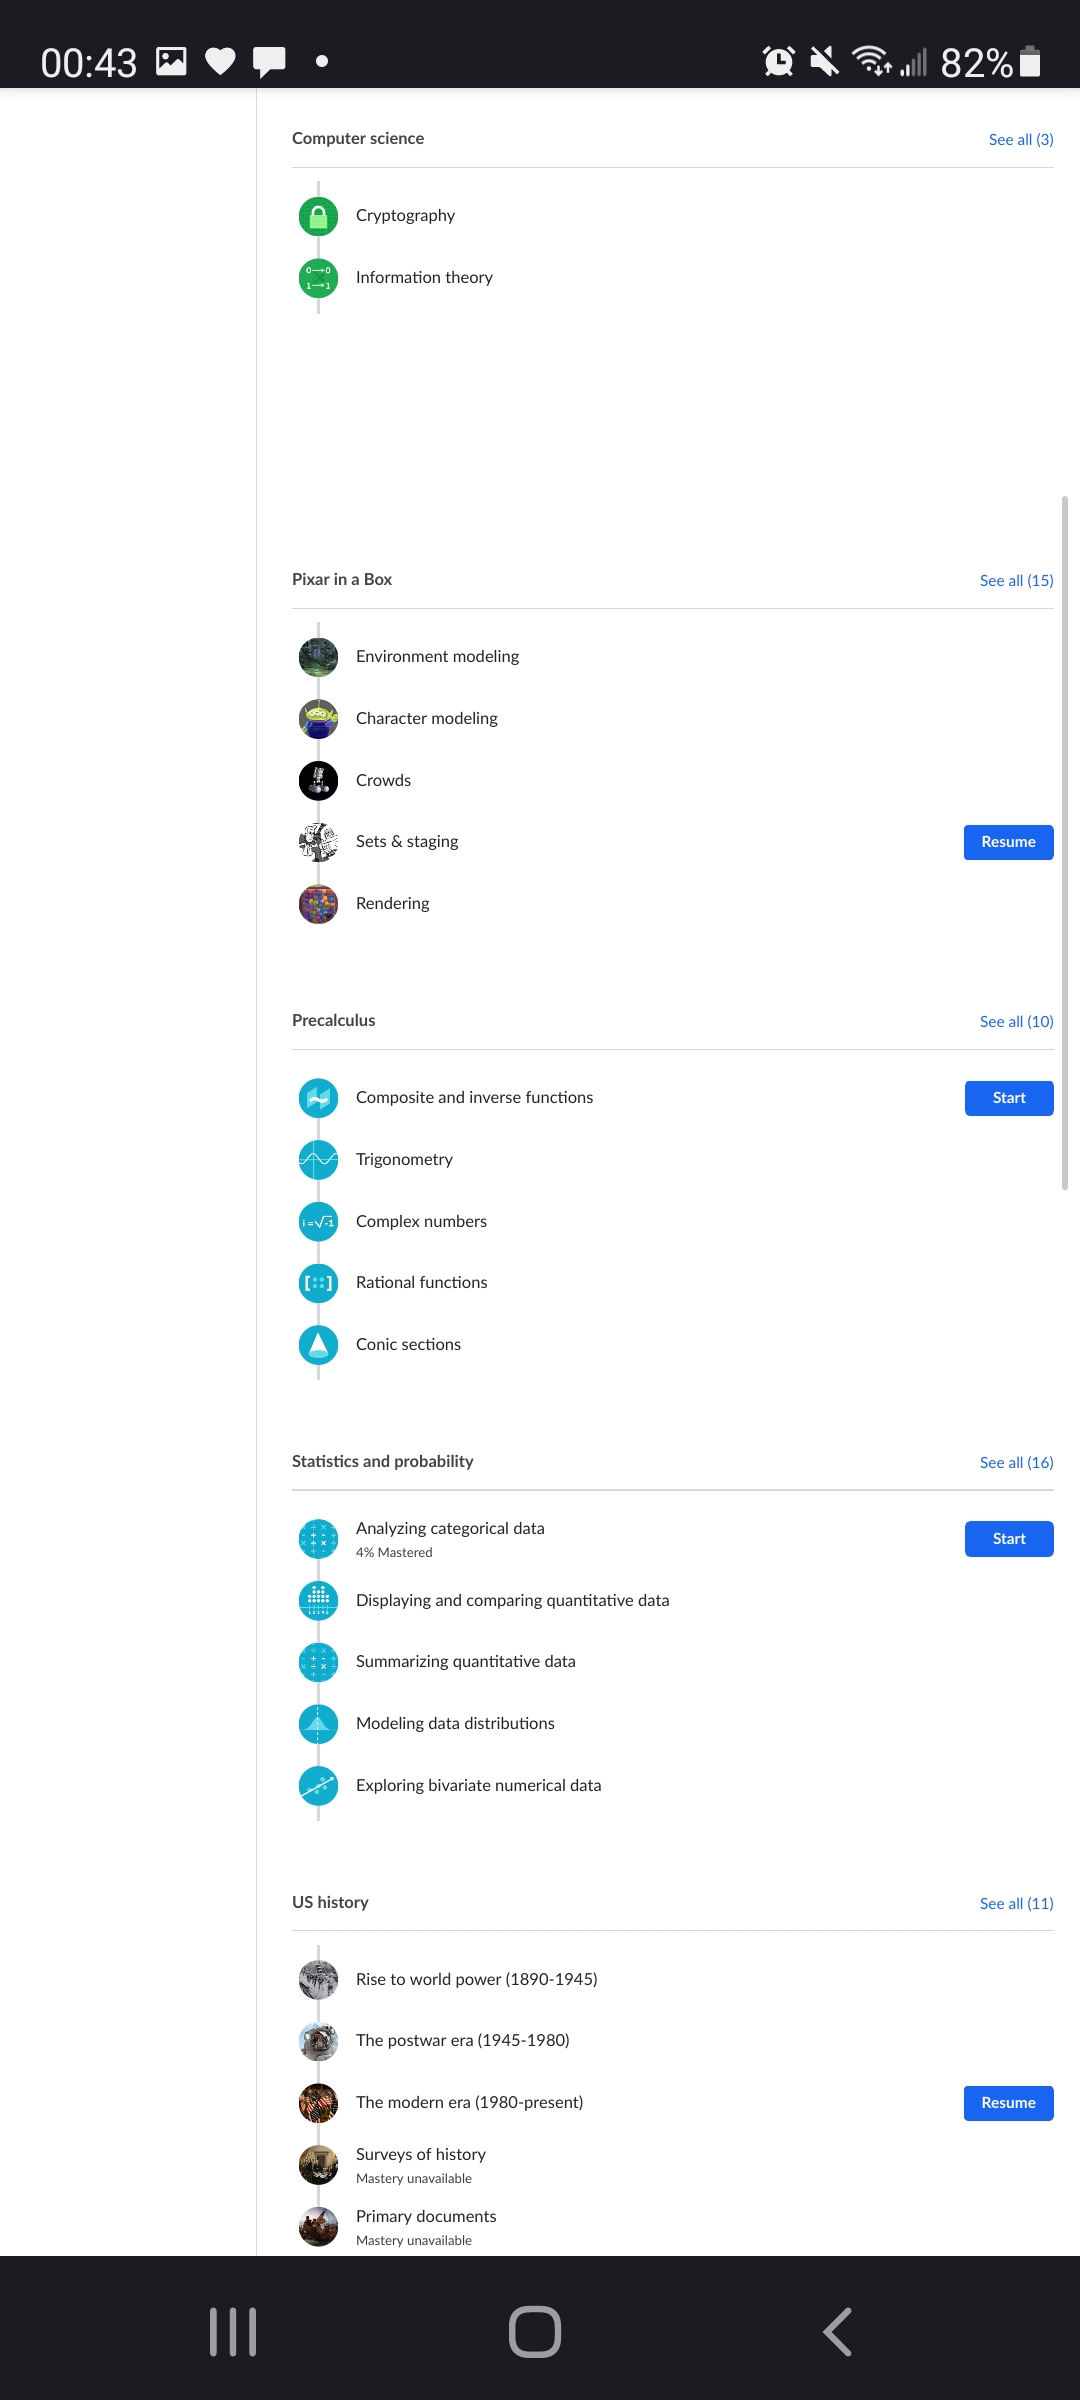 00:43
82%
Computer science
See all (3)
Cryptography
0→0
1→1
Information theory
Pixar in a Box
See all (15)
Environment modeling
Character modeling
Crowds
Sets & staging
Resume
Rendering
Precalculus
See all (10)
Composite and inverse functions
Start
Trigonometry
i=√-1
Complex numbers
Rational functions
Conic sections
Statistics and probability
See all (16)
Analyzing categorical data
4% Mastered
Start
Displaying and comparing quantitative data
Summarizing quantitative data
Modeling data distributions
Exploring bivariate numerical data
US history
See all (11)
Rise to world power (1890-1945)
The postwar era (1945-1980)
The modern era (1980-present)
Resume
Surveys of history
Mastery unavailable
Primary documents
Mastery unavailable